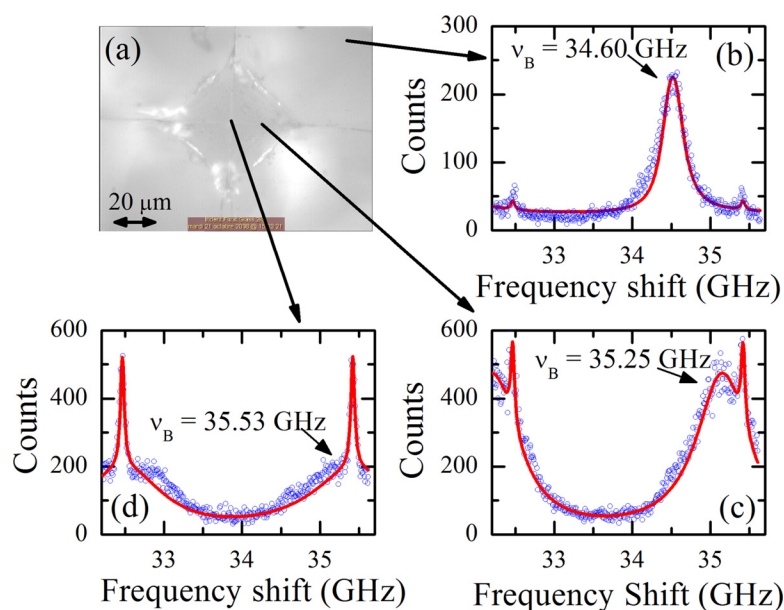 (a)
20 μm
300
200
100
0
Counts
ν_B = 34.60 GHz
(b)
33 34 35
Frequency shift (GHz)
600
400
200
0
Counts
ν_B = 35.53 GHz
(d)
33 34 35
Frequency shift (GHz)
600
400
200
0
Counts
ν_B = 35.25 GHz
(c)
33 34 35
Frequency Shift (GHz)